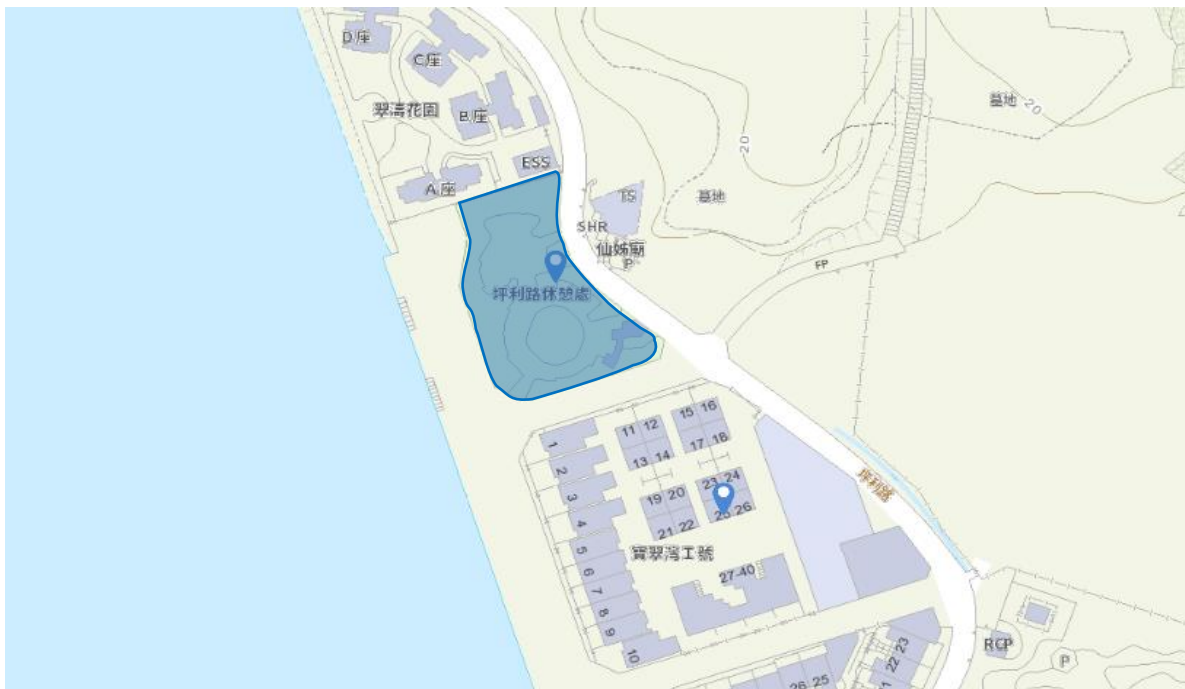 D座
C座
翠濤花園
B座
ESS
A座
墓地
20
20
TS
墓地
SHR
仙姊廟
P
FP
坪利路休憩處
15 16
11 12
17 18
13 14
1
2
3
4
5
6
7
8
9
10
23 24
19 20
25 26
21 22
寶翠灣工號
27-40
坪利路
RCP
P
23
22
21
26 25